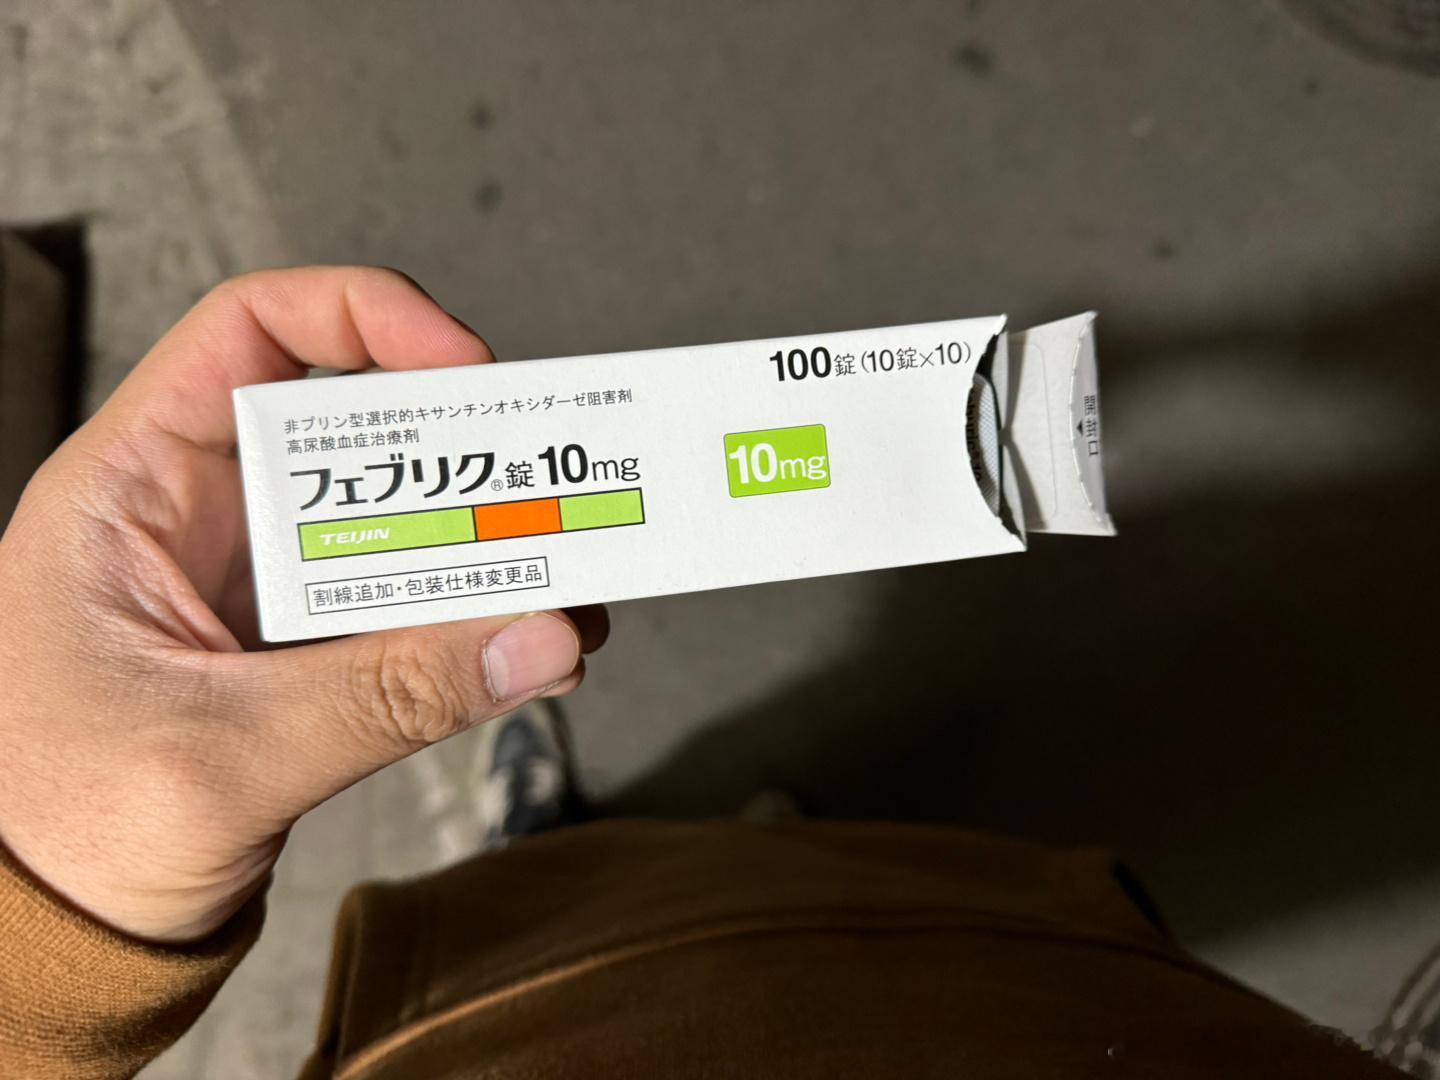 100錠(10錠×10)
非プリン型選択的キサンチンオキシダーゼ阻害剤
高尿酸血症治療剤
フェブリク®錠10mg
10mg
TEIJIN
割線追加・包装仕様変更品
開封口